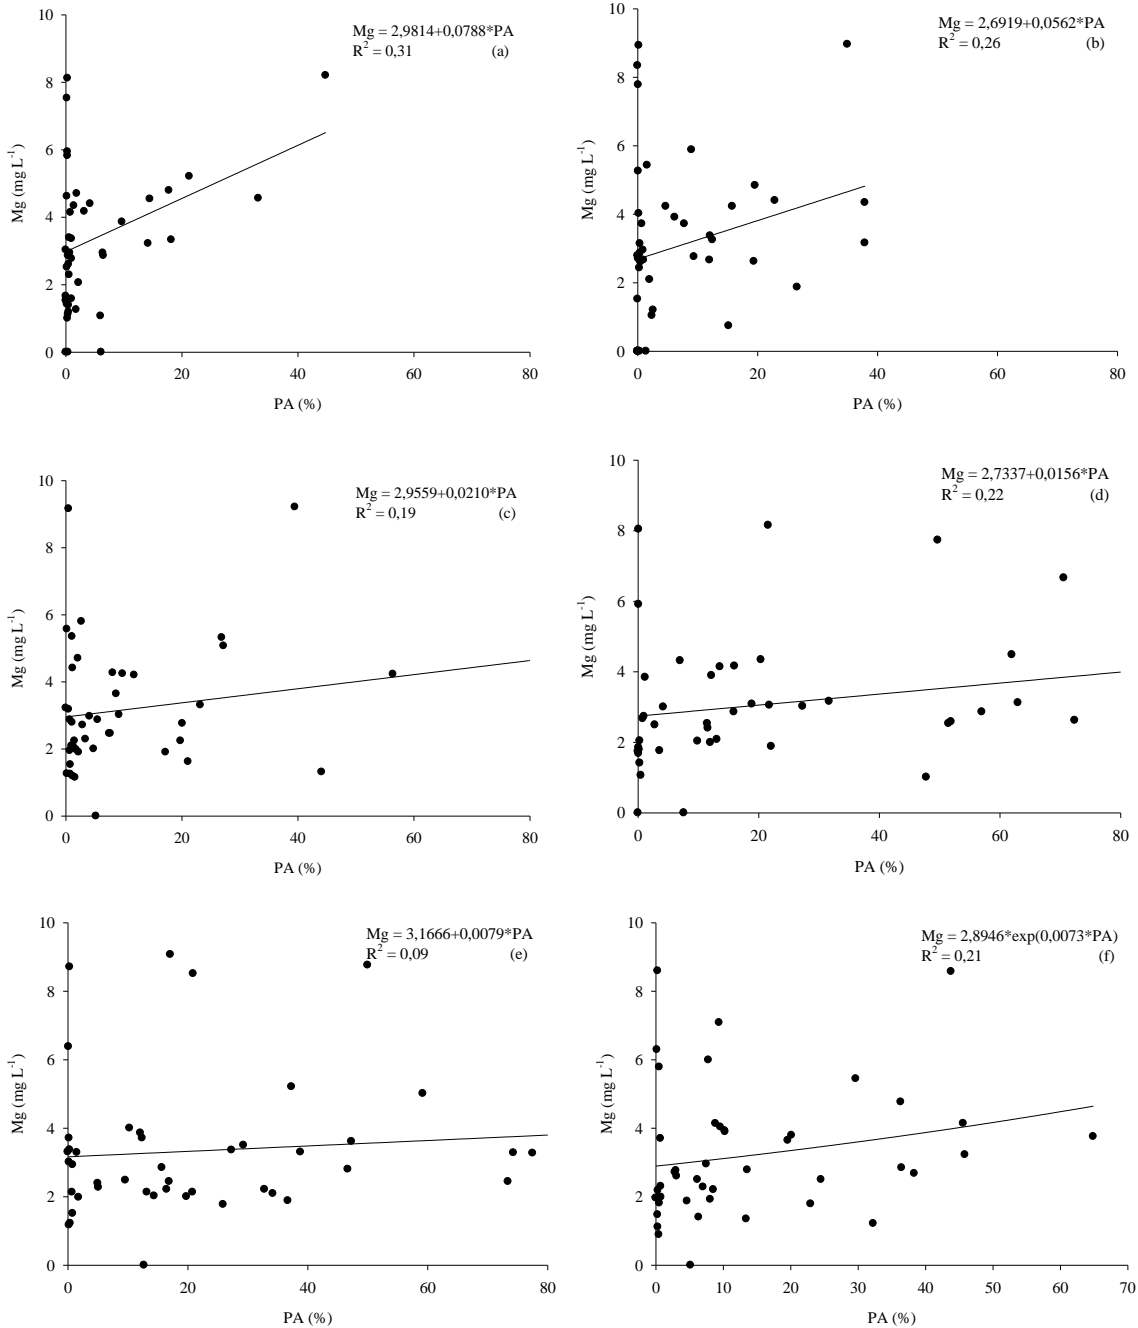 Mg = 2,9814+0,0788*PA
R² = 0,31 (a)
10
8
6
4
2
0
Mg (mg L⁻¹)
0 20 40 60 80
PA (%)
Mg = 2,6919+0,0562*PA
R² = 0,26 (b)
10
8
6
4
2
0
Mg (mg L⁻¹)
0 20 40 60 80
PA (%)
Mg = 2,9559+0,0210*PA
R² = 0,19 (c)
10
8
6
4
2
0
Mg (mg L⁻¹)
0 20 40 60 80
PA (%)
Mg = 2,7337+0,0156*PA
R² = 0,22 (d)
10
8
6
4
2
0
Mg (mg L⁻¹)
0 20 40 60 80
PA (%)
Mg = 3,1666+0,0079*PA
R² = 0,09 (e)
10
8
6
4
2
0
Mg (mg L⁻¹)
0 20 40 60 80
PA (%)
Mg = 2,8946*exp(0,0073*PA)
R² = 0,21 (f)
10
8
6
4
2
0
Mg (mg L⁻¹)
0 10 20 30 40 50 60 70
PA (%)